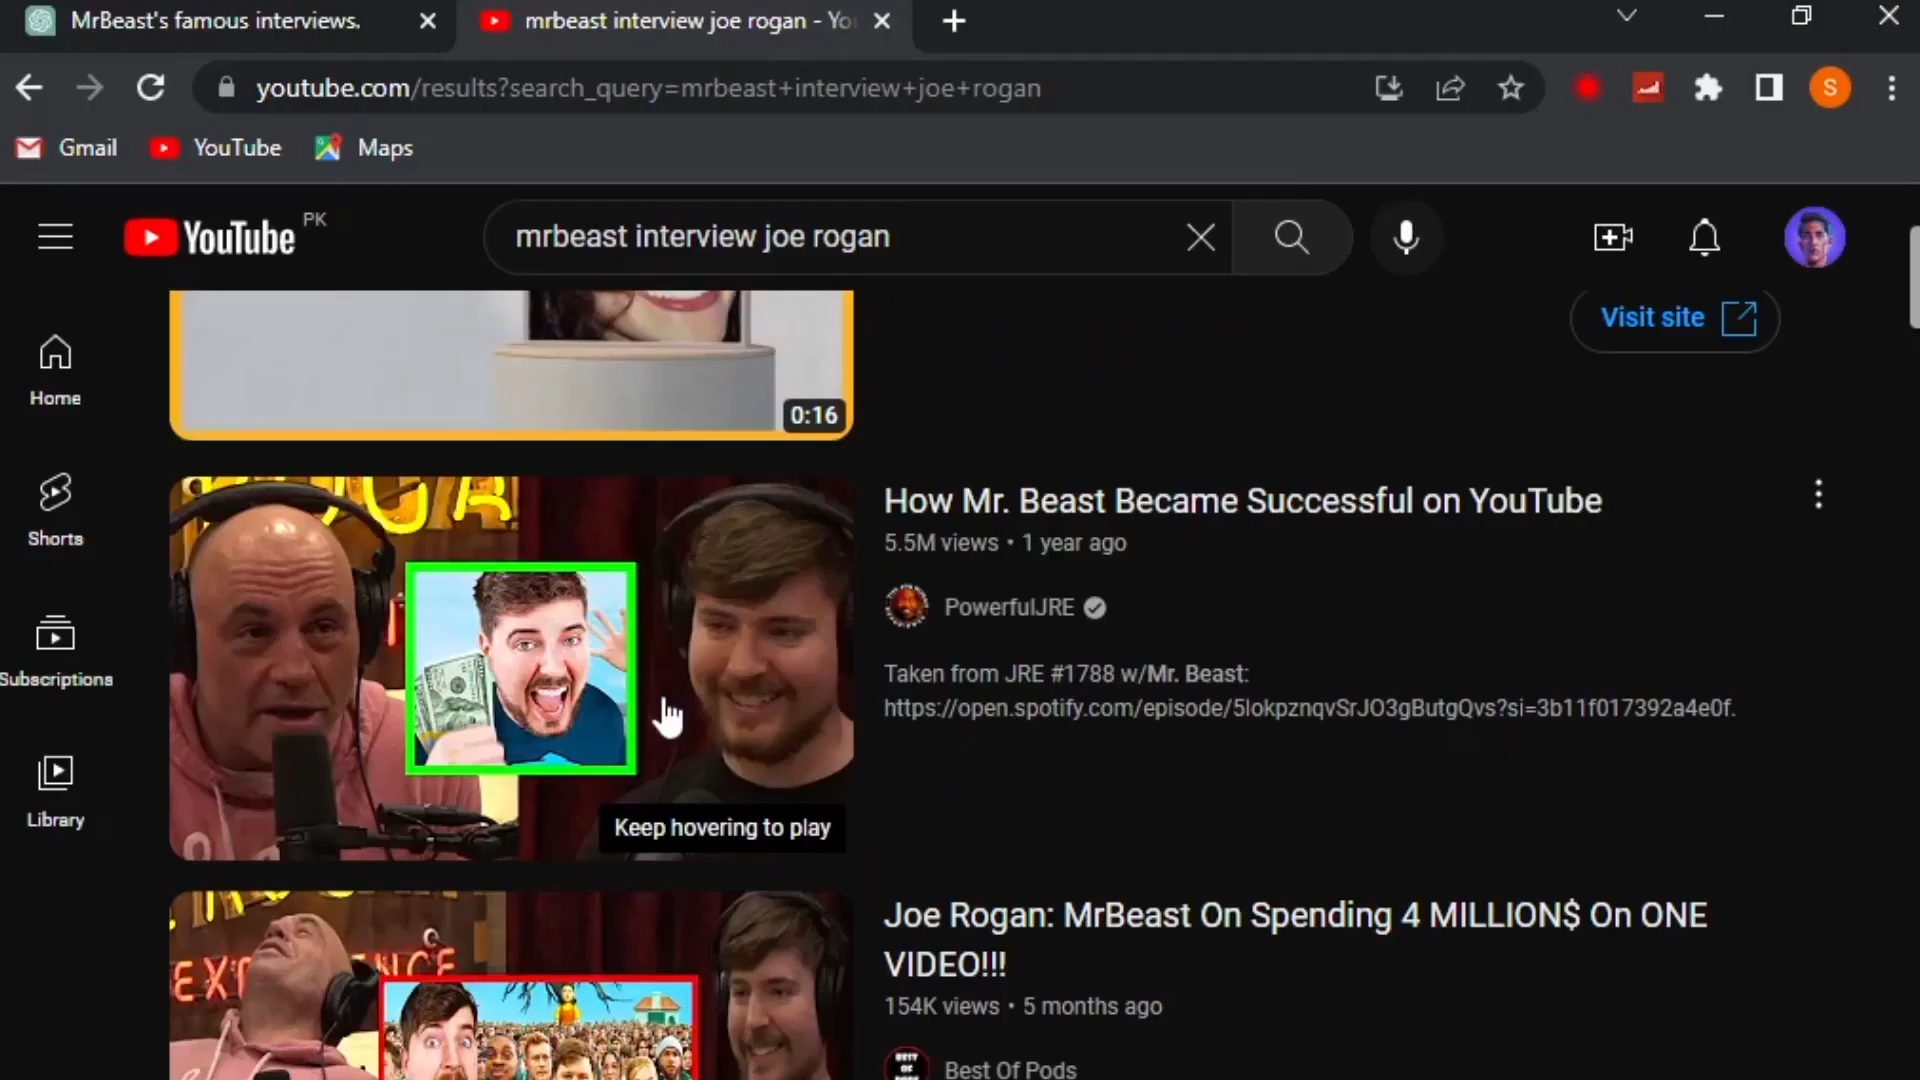 MrBeast's famous interviews.
mrbeast interview joe rogan - Yo
youtube.com/results?search_query=mrbeast+interview+joe+rogan
S
Gmail
YouTube
Maps
YouTube PK
mrbeast interview joe rogan
Visit site
Home
0:16
Shorts
How Mr. Beast Became Successful on YouTube
5.5M views • 1 year ago
PowerfulJRE
Subscriptions
Taken from JRE #1788 w/Mr. Beast:
https://open.spotify.com/episode/5lokpznqvSrJO3gButgQvs?si=3b11f017392a4e0f.
Library
Keep hovering to play
Joe Rogan: MrBeast On Spending 4 MILLION$ On ONE
VIDEO!!!
154K views • 5 months ago
BEST
OF
Best Of Pods